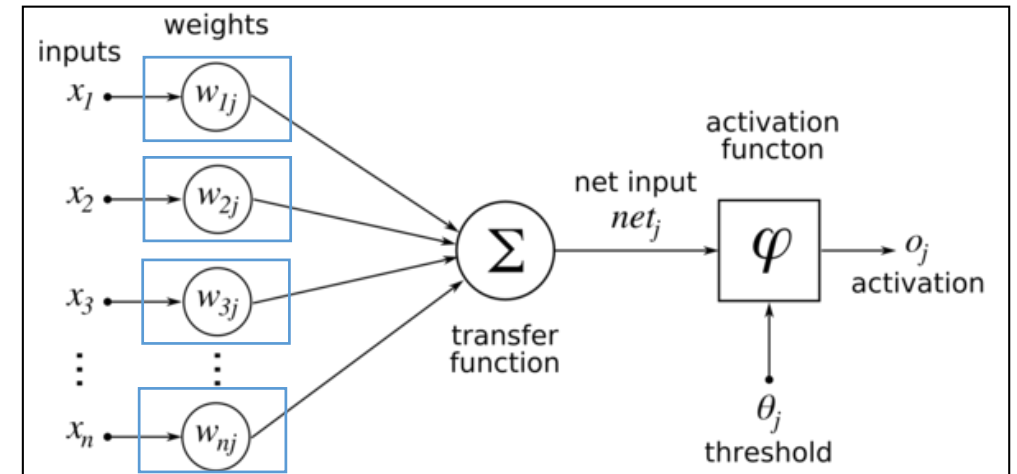 weights
inputs
x1
w1j
x2
w2j
x3
w3j
⋮ ⋮
xn
wnj
Σ
transfer
function
net input
netj
activation
functon
φ
oj
activation
θj
threshold